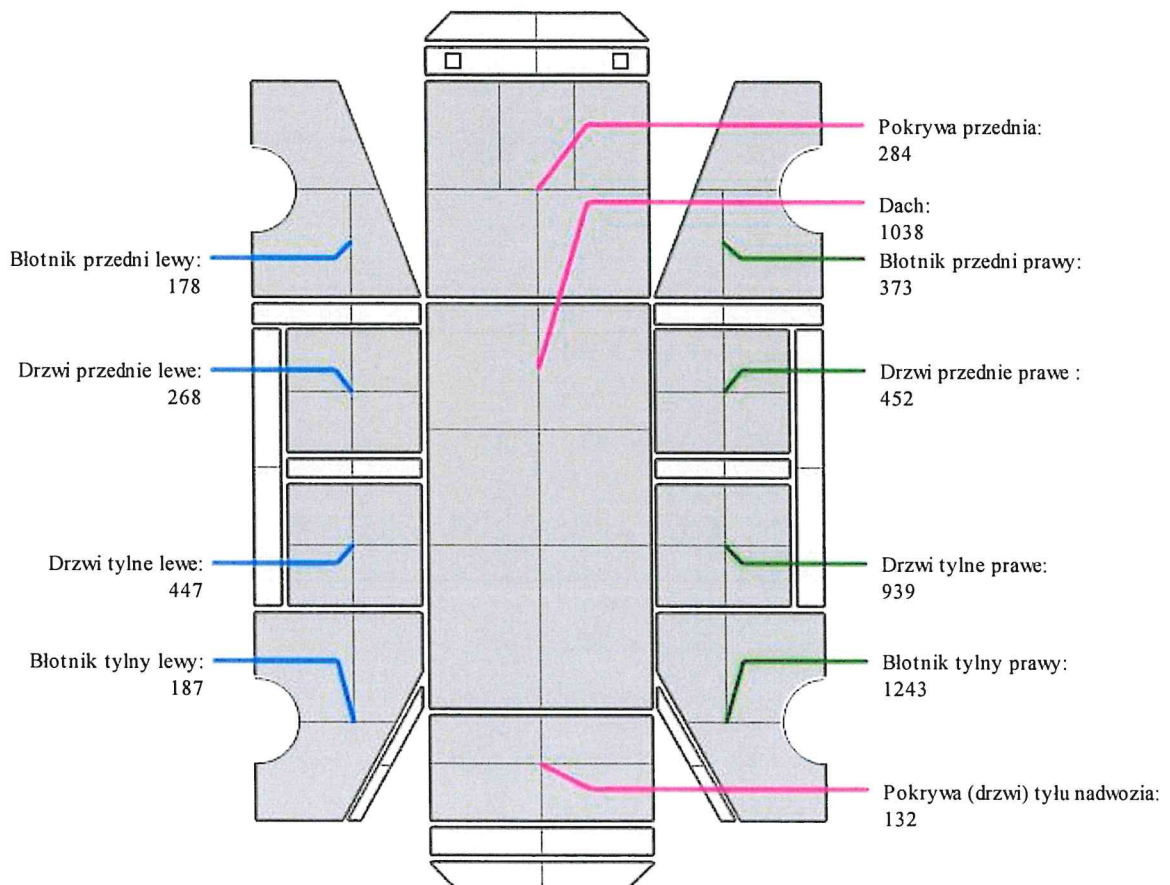 Pokrywa przednia:
284
Dach:
1038
Błotnik przedni lewy:
178
Błotnik przedni prawy:
373
Drzwi przednie lewe:
268
Drzwi przednie prawe :
452
Drzwi tylne lewe:
447
Drzwi tylne prawe:
939
Błotnik tylny lewy:
187
Błotnik tylny prawy:
1243
Pokrywa (drzwi) tyłu nadwozia:
132